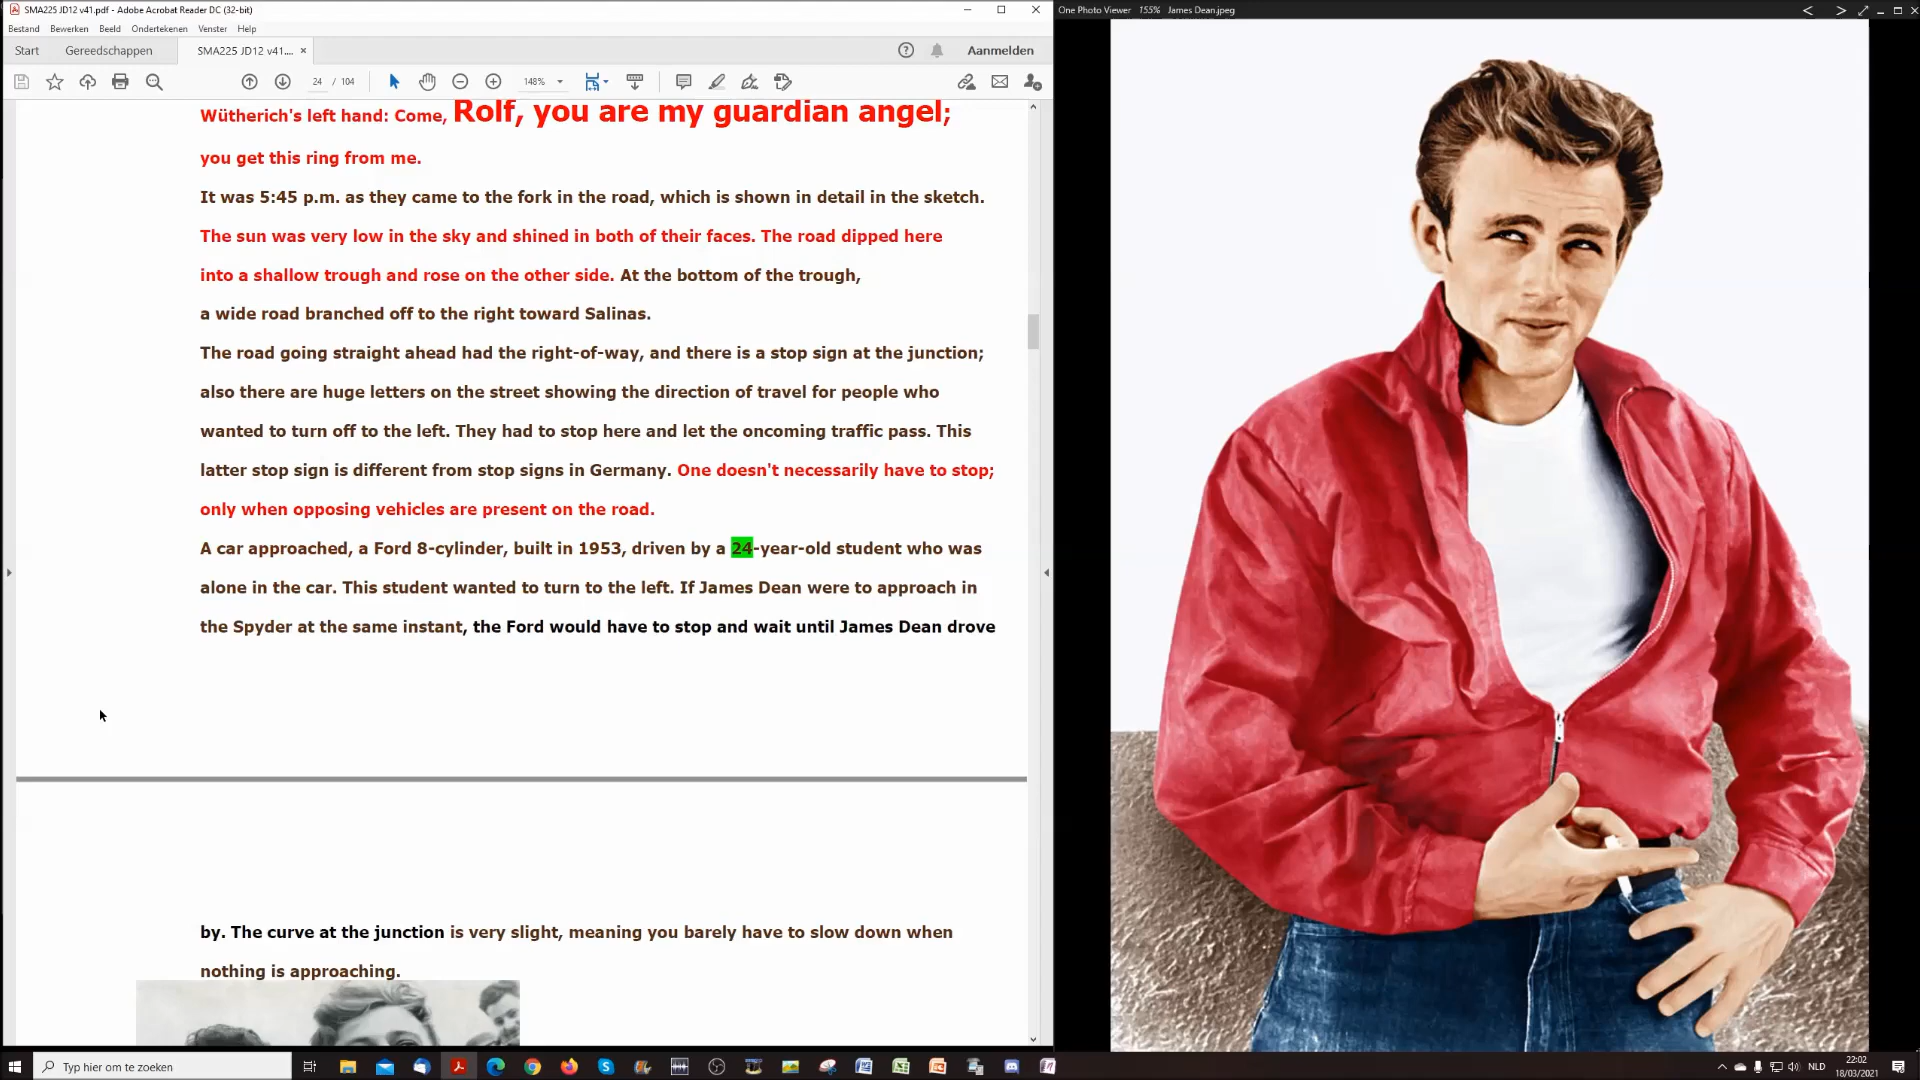 SMA225 JD12 v41.pdf - Adobe Acrobat Reader DC (32-bit)
Bestand Bewerken Beeld Ondertekenen Venster Help
Start Gereedschappen SMA225 JD12 v41.... × Aanmelden
24 / 104 148%
Wütherich's left hand: Come, Rolf, you are my guardian angel;
you get this ring from me.
It was 5:45 p.m. as they came to the fork in the road, which is shown in detail in the sketch.
The sun was very low in the sky and shined in both of their faces. The road dipped here
into a shallow trough and rose on the other side. At the bottom of the trough,
a wide road branched off to the right toward Salinas.
The road going straight ahead had the right-of-way, and there is a stop sign at the junction;
also there are huge letters on the street showing the direction of travel for people who
wanted to turn off to the left. They had to stop here and let the oncoming traffic pass. This
latter stop sign is different from stop signs in Germany. One doesn't necessarily have to stop;
only when opposing vehicles are present on the road.
A car approached, a Ford 8-cylinder, built in 1953, driven by a 24-year-old student who was
alone in the car. This student wanted to turn to the left. If James Dean were to approach in
the Spyder at the same instant, the Ford would have to stop and wait until James Dean drove
by. The curve at the junction is very slight, meaning you barely have to slow down when
nothing is approaching.
One Photo Viewer 155% James Dean.jpeg
Typ hier om te zoeken
NLD
22:02
18/03/2021